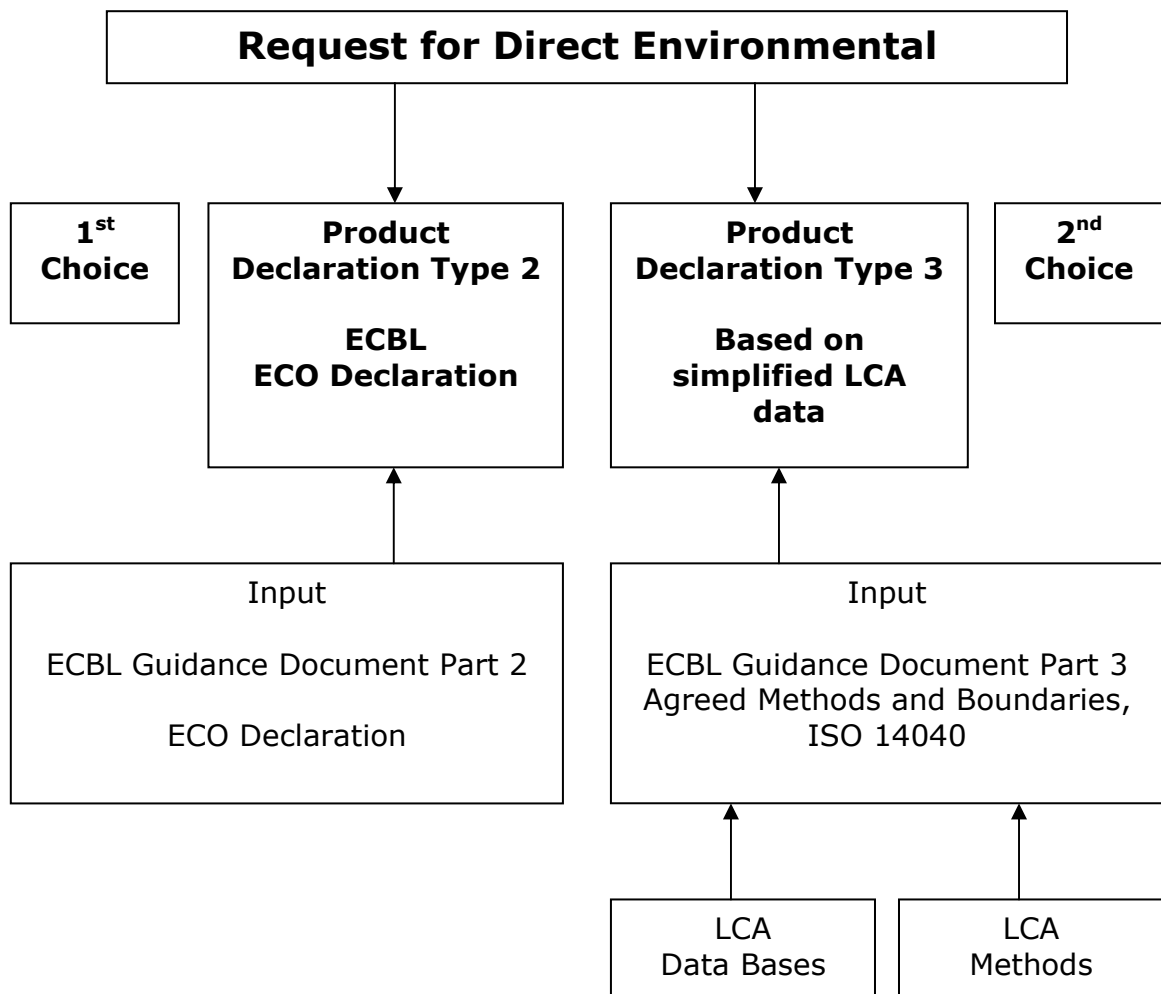 Request for Direct Environmental
1st
Choice
Product
Declaration Type 2
ECBL
ECO Declaration
Product
Declaration Type 3
Based on
simplified LCA
data
2nd
Choice
Input
ECBL Guidance Document Part 2
ECO Declaration
Input
ECBL Guidance Document Part 3
Agreed Methods and Boundaries,
ISO 14040
LCA
Data Bases
LCA
Methods